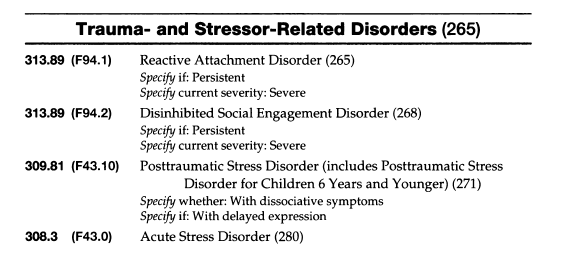 Trauma- and Stressor-Related Disorders (265)
313.89 (F94.1) Reactive Attachment Disorder (265)
Specify if: Persistent
Specify current severity: Severe
313.89 (F94.2) Disinhibited Social Engagement Disorder (268)
Specify if: Persistent
Specify current severity: Severe
309.81 (F43.10) Posttraumatic Stress Disorder (includes Posttraumatic Stress
Disorder for Children 6 Years and Younger) (271)
Specify whether: With dissociative symptoms
Specify if: With delayed expression
308.3 (F43.0) Acute Stress Disorder (280)